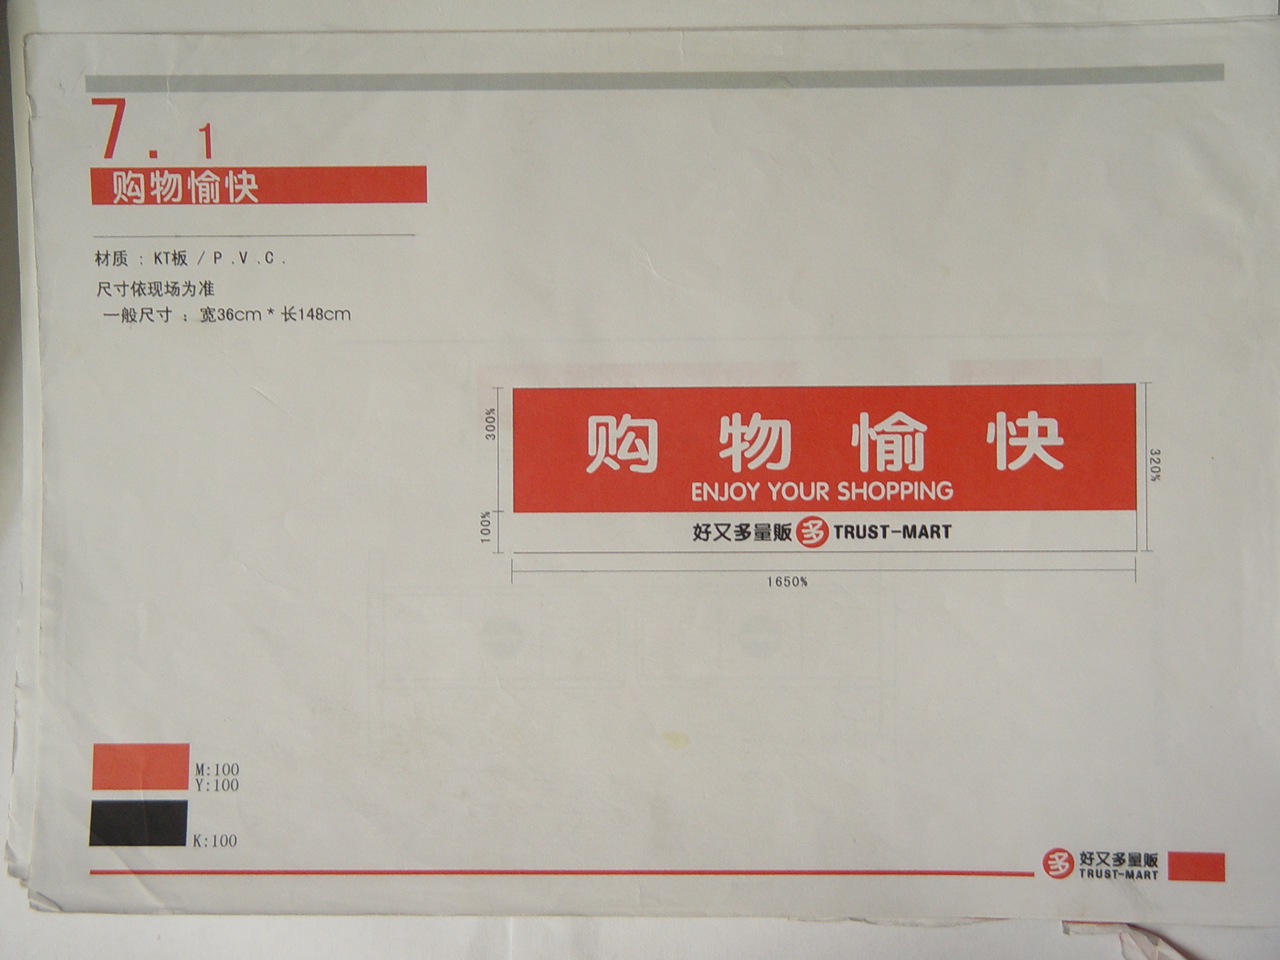 7. 1
购物愉快
材质 : KT板 / P .V .C .
尺寸依现场为准
一般尺寸 : 宽36cm * 长148cm
300%
购 物 愉 快
ENJOY YOUR SHOPPING
320%
100%
好又多量販 多 TRUST-MART
1650%
M:100
Y:100
K:100
多 好又多量販
TRUST-MART